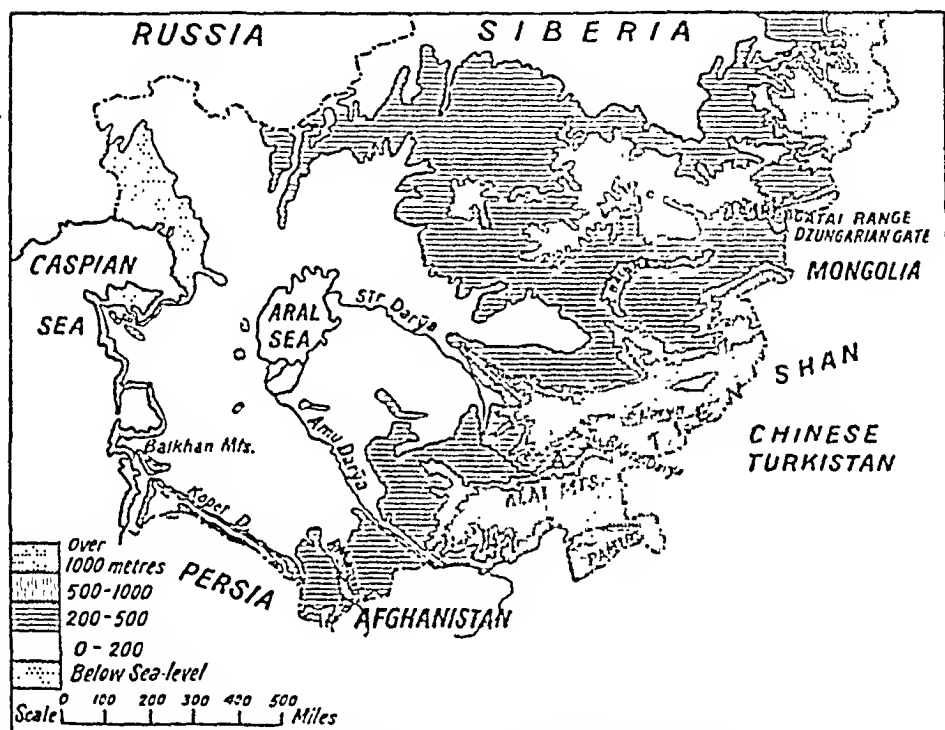 RUSSIA
SIBERIA
CATAI RANGE
DZUNGARIAN GATE
CASPIAN
MONGOLIA
SEA
ARAL
SEA
Darya
SHAN
CHINESE
TURKISTAN
Balkhan Mts.
Amu Darya
T.
Darya
ALAI MTS.
Kopet D.
PAMIRS
PERSIA
AFGHANISTAN
Over
1000 metres
500-1000
200-500
0 - 200
Below Sea-level
Scale 0 100 200 300 400 500 Miles